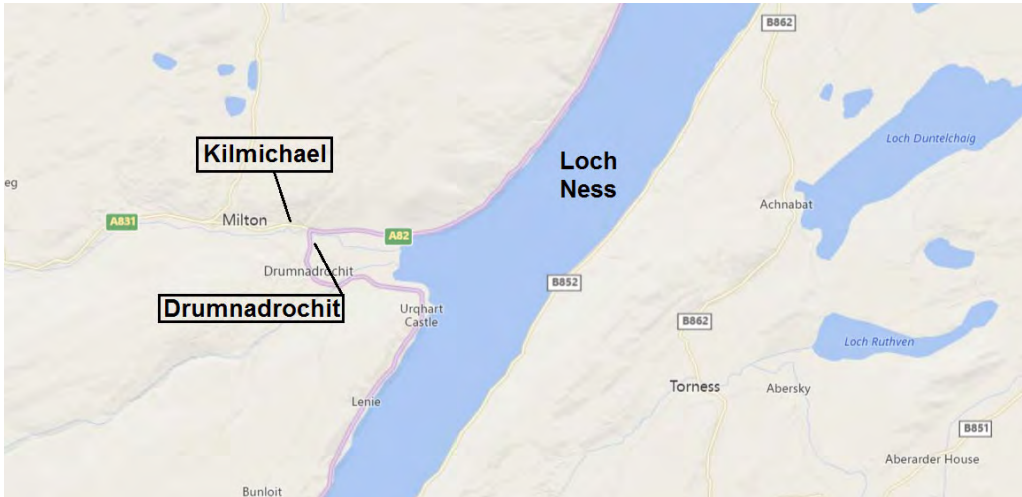 B862
Loch Duntelchaig
Kilmichael
Loch
Ness
eg
Achnabat
A831
Milton
A82
Drumnadrochit
B852
Drumnadrochit
Urqhart
Castle
B862
Loch Ruthven
Torness
Abersky
Lenie
B851
Aberarder House
Bunloit